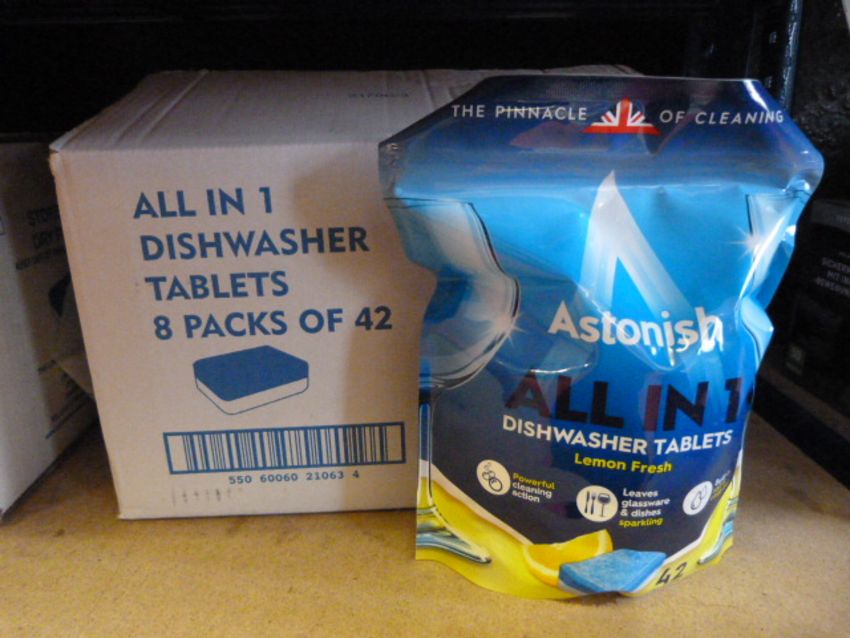 ALL IN 1
DISHWASHER
TABLETS
8 PACKS OF 42
550 60060 21063 4
THE PINNACLE OF CLEANING
Astonish
ALL IN 1
DISHWASHER TABLETS
Lemon Fresh
Powerful
cleaning
action
Leaves
glassware
& dishes
sparkling
42